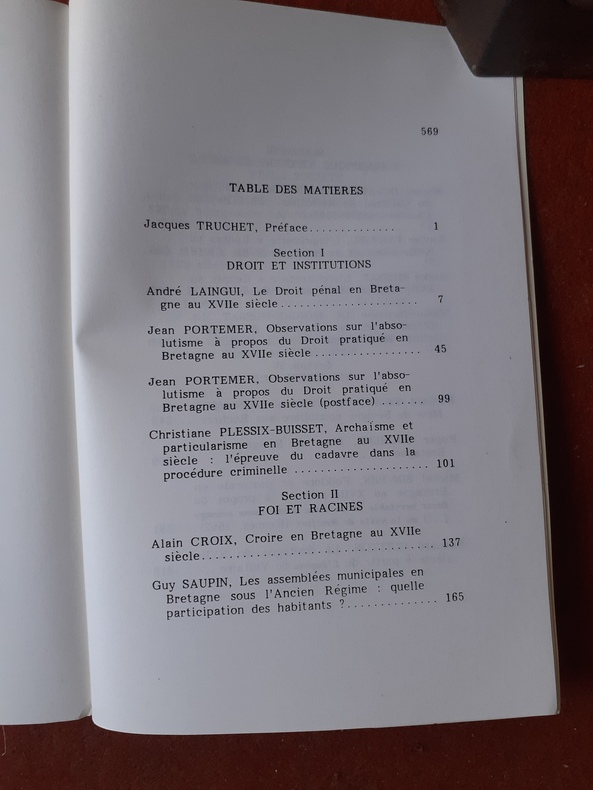 569
TABLE DES MATIERES
Jacques TRUCHET, Préface.............. 1
Section I
DROIT ET INSTITUTIONS
André LAINGUI, Le Droit pénal en Breta-
gne au XVIIe siècle...................... 7
Jean PORTEMER, Observations sur l'abso-
lutisme à propos du Droit pratiqué en
Bretagne au XVIIe siècle ................. 45
Jean PORTEMER, Observations sur l'abso-
lutisme à propos du Droit pratiqué en
Bretagne au XVIIe siècle (postface) ....... 99
Christiane PLESSIX-BUISSET, Archaïsme et
particularisme en Bretagne au XVIIe
siècle : l'épreuve du cadavre dans la
procédure criminelle ...................... 101
Section II
FOI ET RACINES
Alain CROIX, Croire en Bretagne au XVIIe
siècle..................................... 137
Guy SAUPIN, Les assemblées municipales en
Bretagne sous l'Ancien Régime : quelle
participation des habitants ?.............. 165